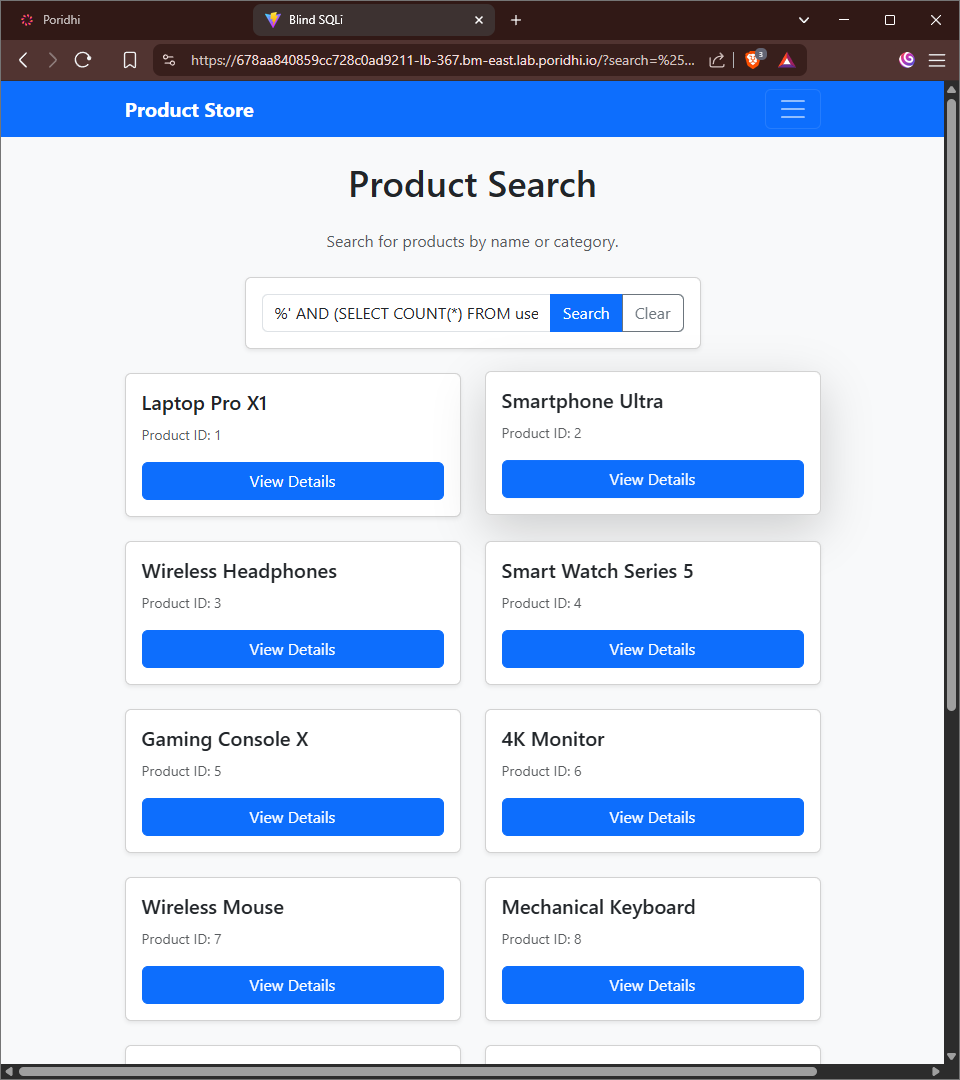 Poridhi
Blind SQLi
https://678aa840859cc728c0ad9211-lb-367.bm-east.lab.poridhi.io/?search=%25...
3
Product Store
Product Search
Search for products by name or category.
%' AND (SELECT COUNT(*) FROM use
Search
Clear
Laptop Pro X1
Product ID: 1
View Details
Smartphone Ultra
Product ID: 2
View Details
Wireless Headphones
Product ID: 3
View Details
Smart Watch Series 5
Product ID: 4
View Details
Gaming Console X
Product ID: 5
View Details
4K Monitor
Product ID: 6
View Details
Wireless Mouse
Product ID: 7
View Details
Mechanical Keyboard
Product ID: 8
View Details